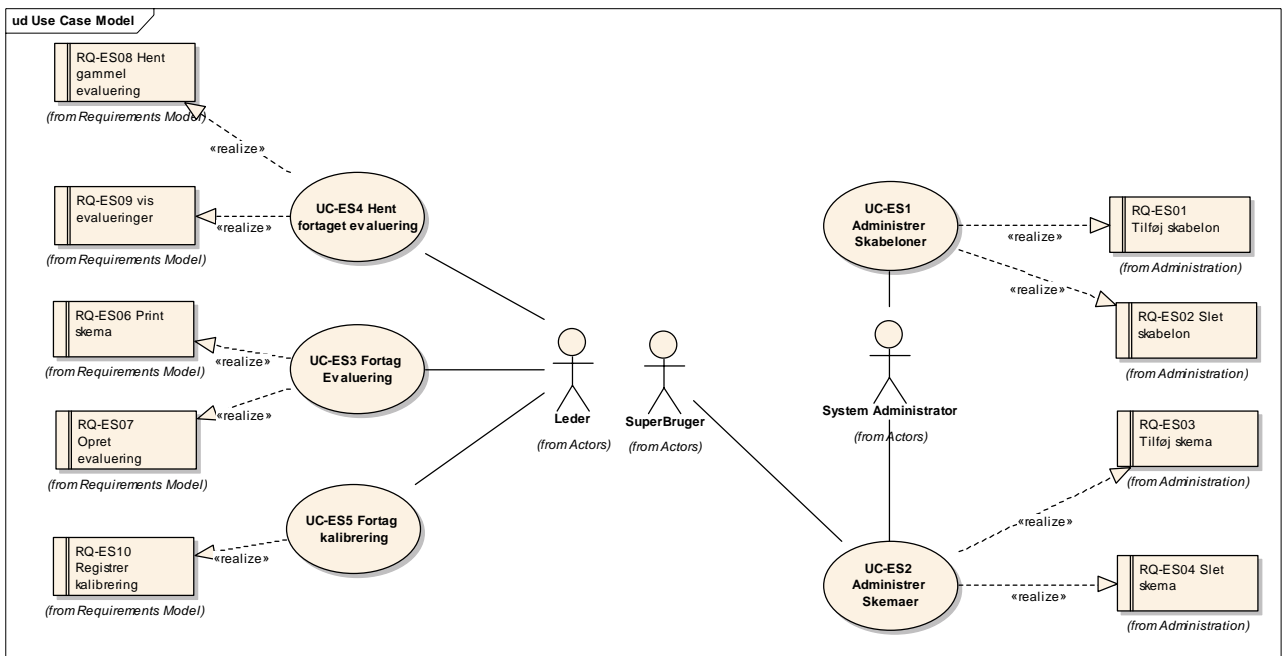 ud Use Case Model
RQ-ES08 Hent
gammel
evaluering
(from Requirements Model)
«realize»
RQ-ES09 vis
evalueringer
(from Requirements Model)
«realize»
UC-ES4 Hent
fortaget evaluering
RQ-ES06 Print
skema
(from Requirements Model)
«realize»
UC-ES3 Fortag
Evaluering
RQ-ES07
Opret
evaluering
(from Requirements Model)
«realize»
UC-ES5 Fortag
kalibrering
RQ-ES10
Registrer
kalibrering
(from Requirements Model)
«realize»
Leder
(from Actors)
SuperBruger
(from Actors)
UC-ES1
Administrer
Skabeloner
«realize»
RQ-ES01
Tilføj skabelon
(from Administration)
«realize»
RQ-ES02 Slet
skabelon
(from Administration)
System Administrator
(from Actors)
RQ-ES03
Tilføj skema
(from Administration)
«realize»
UC-ES2
Administrer
Skemaer
«realize»
RQ-ES04 Slet
skema
(from Administration)